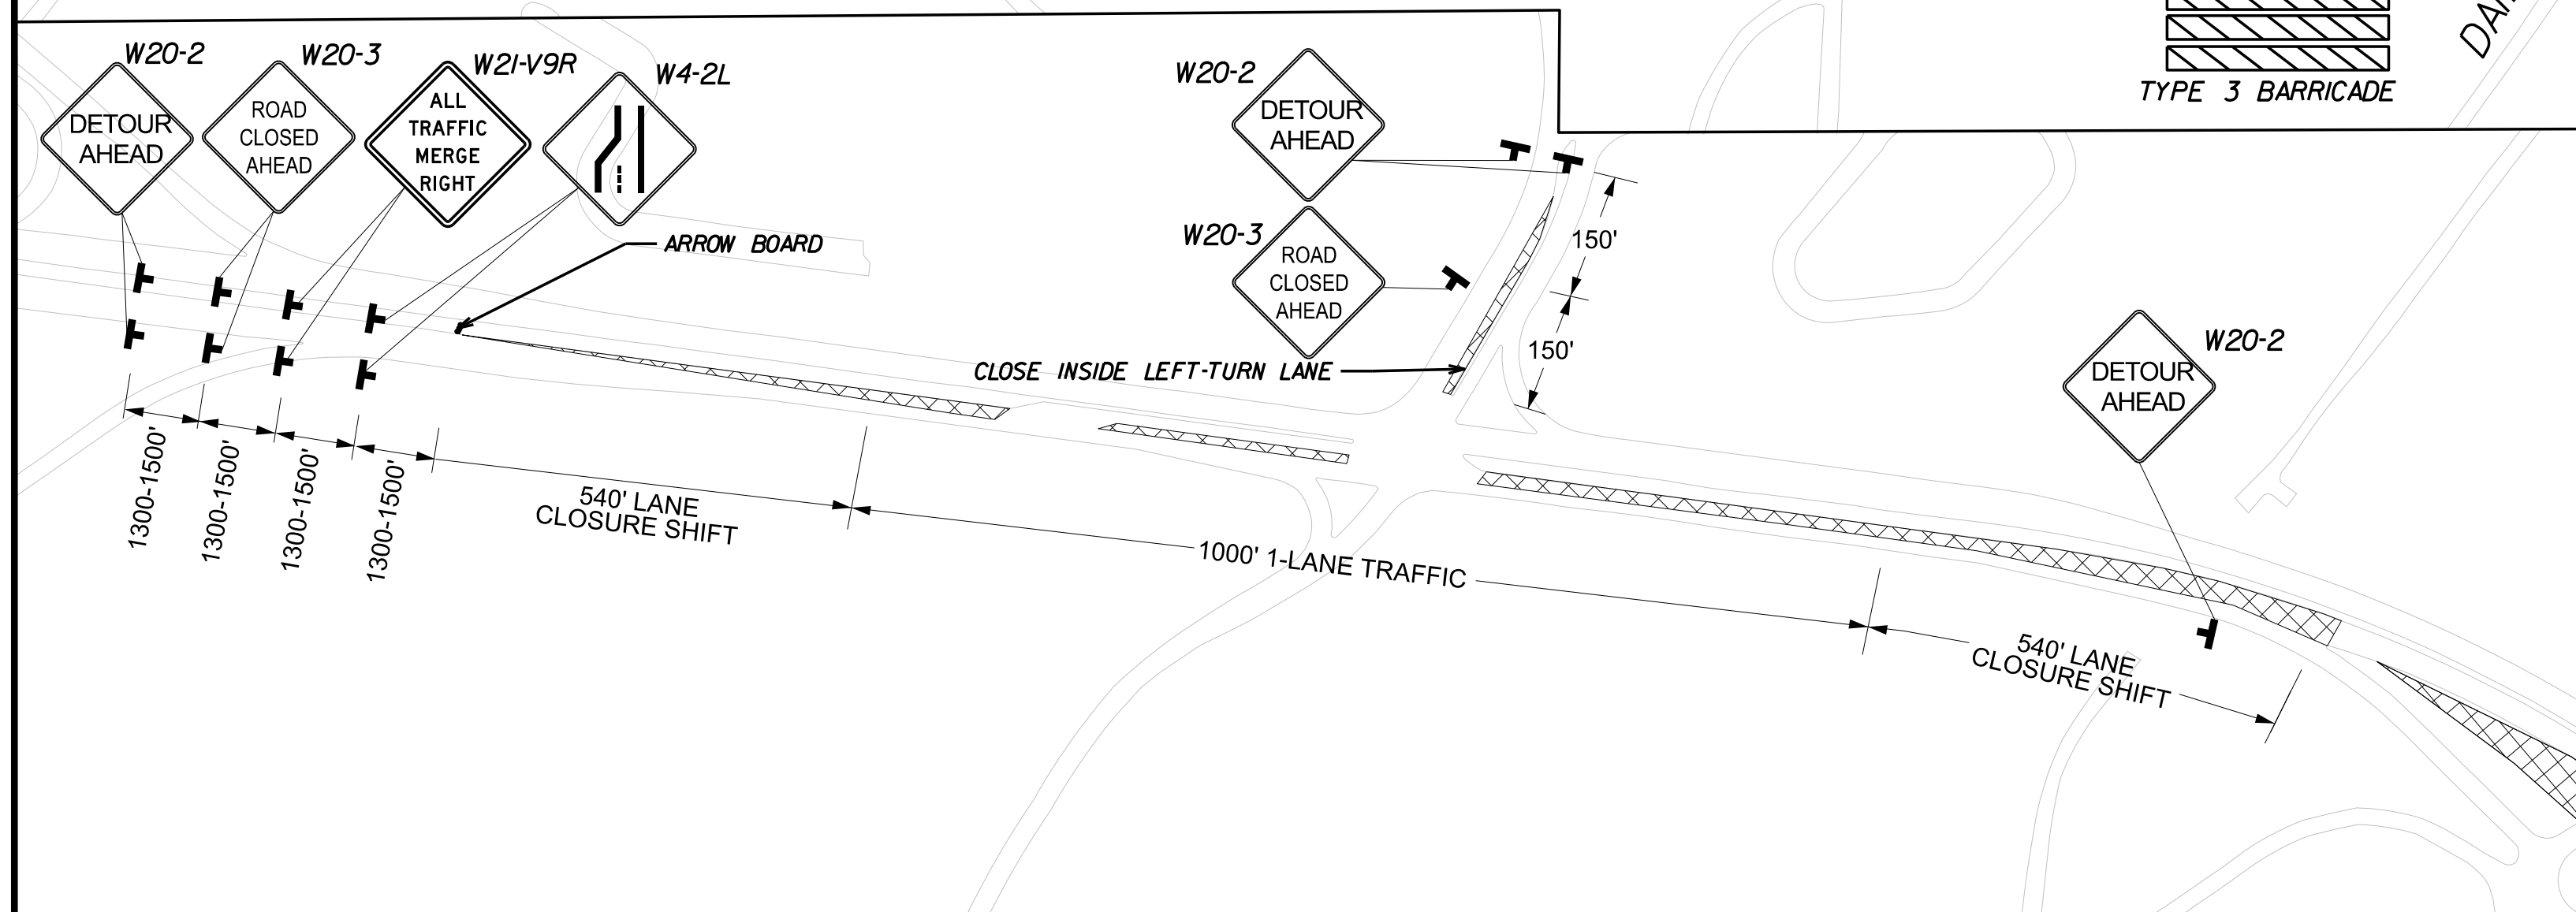 W20-2
DETOUR
AHEAD
W20-3
ROAD
CLOSED
AHEAD
W21-V9R
ALL
TRAFFIC
MERGE
RIGHT
W4-2L
ARROW BOARD
W20-2
DETOUR
AHEAD
W20-3
ROAD
CLOSED
AHEAD
150'
150'
CLOSE INSIDE LEFT-TURN LANE
TYPE 3 BARRICADE
W20-2
DETOUR
AHEAD
1300-1500'
1300-1500'
1300-1500'
1300-1500'
540' LANE
CLOSURE SHIFT
1000' 1-LANE TRAFFIC
540' LANE
CLOSURE SHIFT